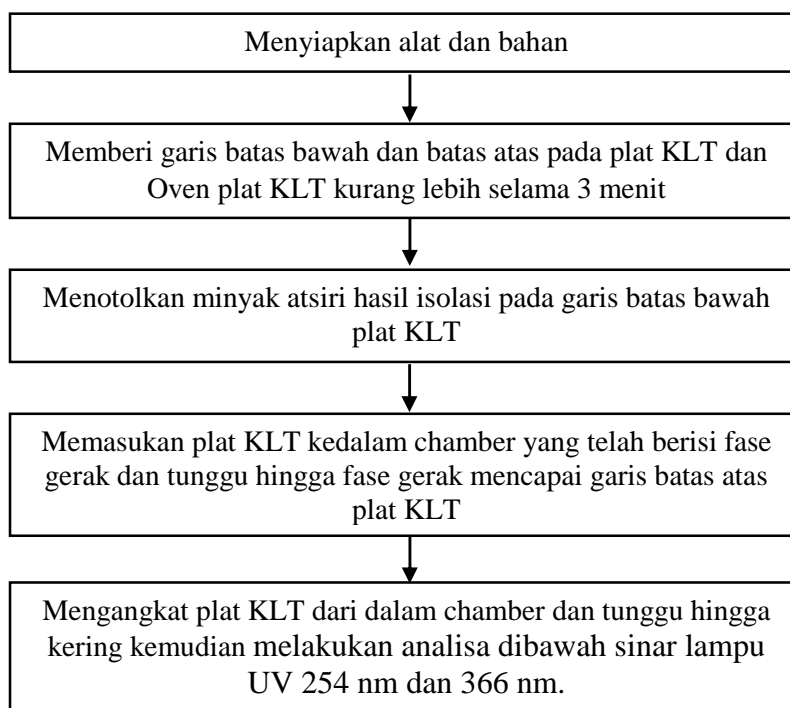 Menyiapkan alat dan bahan
Memberi garis batas bawah dan batas atas pada plat KLT dan
Oven plat KLT kurang lebih selama 3 menit
Menotolkan minyak atsiri hasil isolasi pada garis batas bawah
plat KLT
Memasukan plat KLT kedalam chamber yang telah berisi fase
gerak dan tunggu hingga fase gerak mencapai garis batas atas
plat KLT
Mengangkat plat KLT dari dalam chamber dan tunggu hingga
kering kemudian melakukan analisa dibawah sinar lampu
UV 254 nm dan 366 nm.